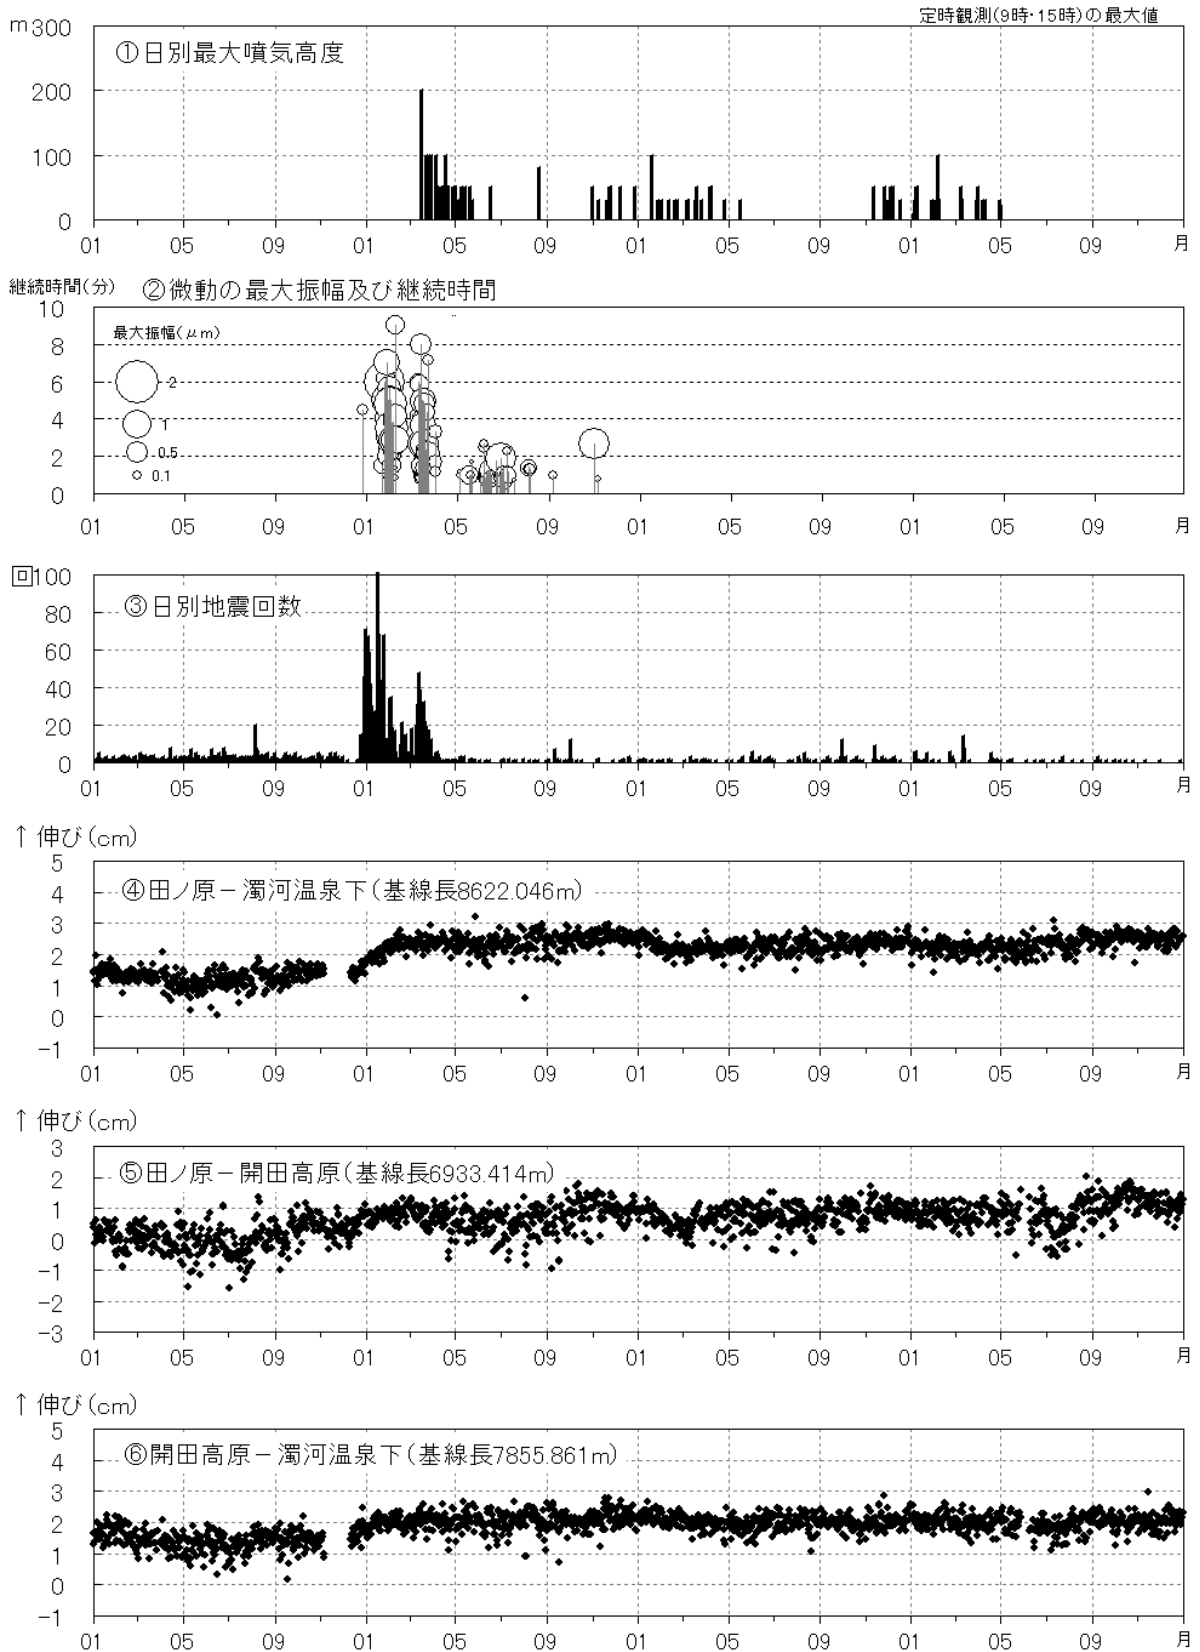 定時観測(9時・15時)の最大値
m 300
①日別最大噴気高度
200
100
0
01 05 09 01 05 09 01 05 09 01 05 09 月
継続時間(分) ②微動の最大振幅及び継続時間
10
最大振幅(μm)
8
6 2
4 1
2 0.5
0.1
0
01 05 09 01 05 09 01 05 09 01 05 09 月
回 100
③日別地震回数
80
60
40
20
0
01 05 09 01 05 09 01 05 09 01 05 09 月
↑伸び(cm)
5
④田ノ原－濁河温泉下(基線長8622.046m)
4
3
2
1
0
-1
01 05 09 01 05 09 01 05 09 01 05 09 月
↑伸び(cm)
3
⑤田ノ原－開田高原(基線長6933.414m)
2
1
0
-1
-2
-3
01 05 09 01 05 09 01 05 09 01 05 09 月
↑伸び(cm)
5
⑥開田高原－濁河温泉下(基線長7855.861m)
4
3
2
1
0
-1
01 05 09 01 05 09 01 05 09 01 05 09 月